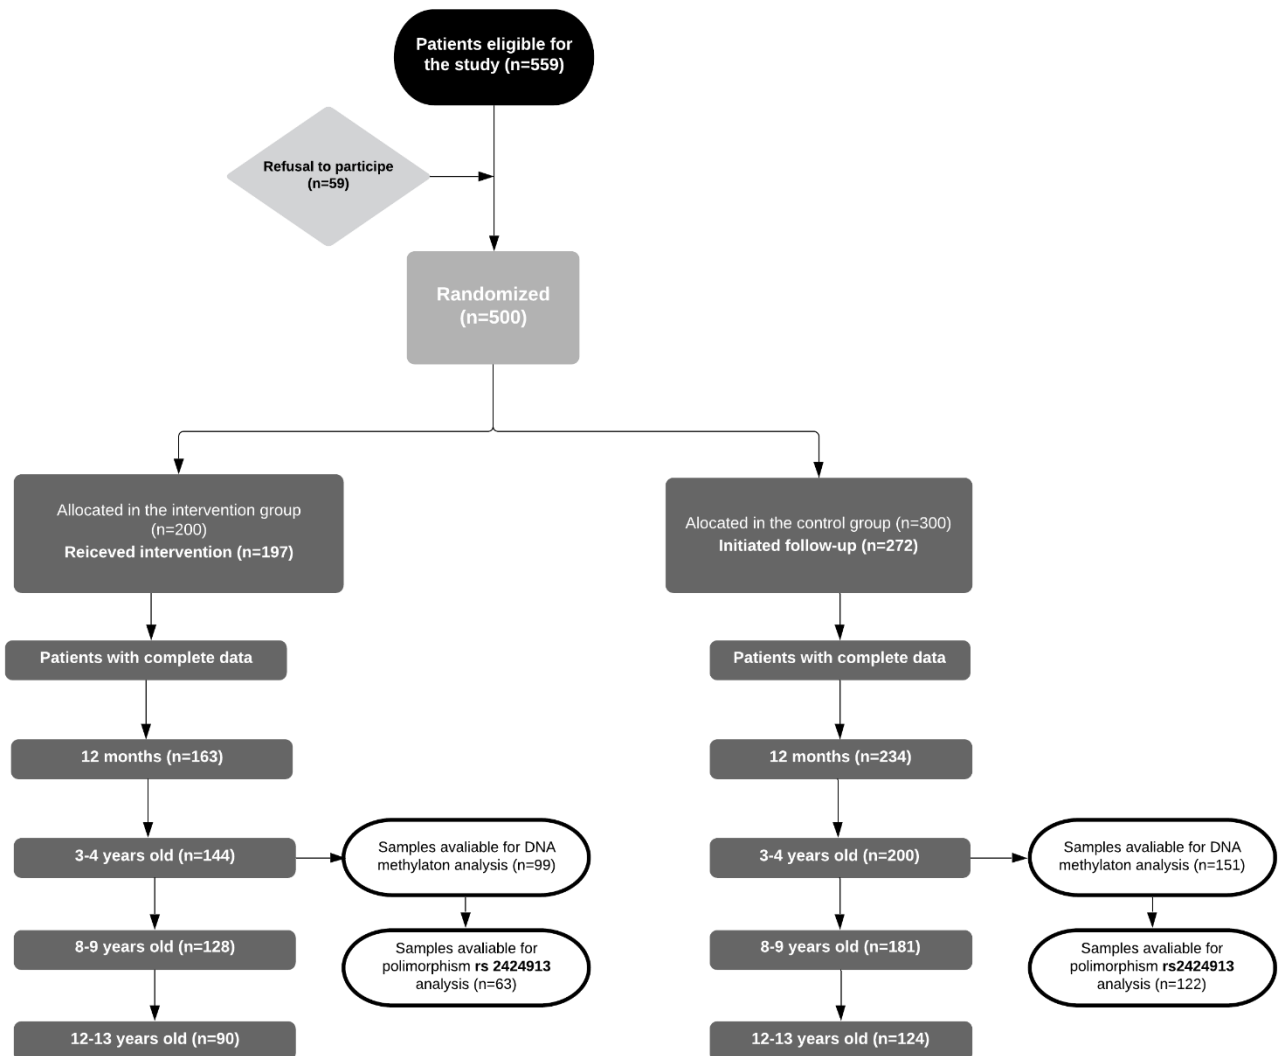 Patients eligible for
the study (n=559)
Refusal to participe
(n=59)
Randomized
(n=500)
Allocated in the intervention group
(n=200)
Reiceved intervention (n=197)
Alocated in the control group (n=300)
Initiated follow-up (n=272)
Patients with complete data
Patients with complete data
12 months (n=163)
12 months (n=234)
3-4 years old (n=144)
Samples avaliable for DNA
methylaton analysis (n=99)
3-4 years old (n=200)
Samples avaliable for DNA
methylaton analysis (n=151)
8-9 years old (n=128)
Samples avaliable for
polimorphism rs 2424913
analysis (n=63)
8-9 years old (n=181)
Samples avaliable for
polimorphism rs2424913
analysis (n=122)
12-13 years old (n=90)
12-13 years old (n=124)